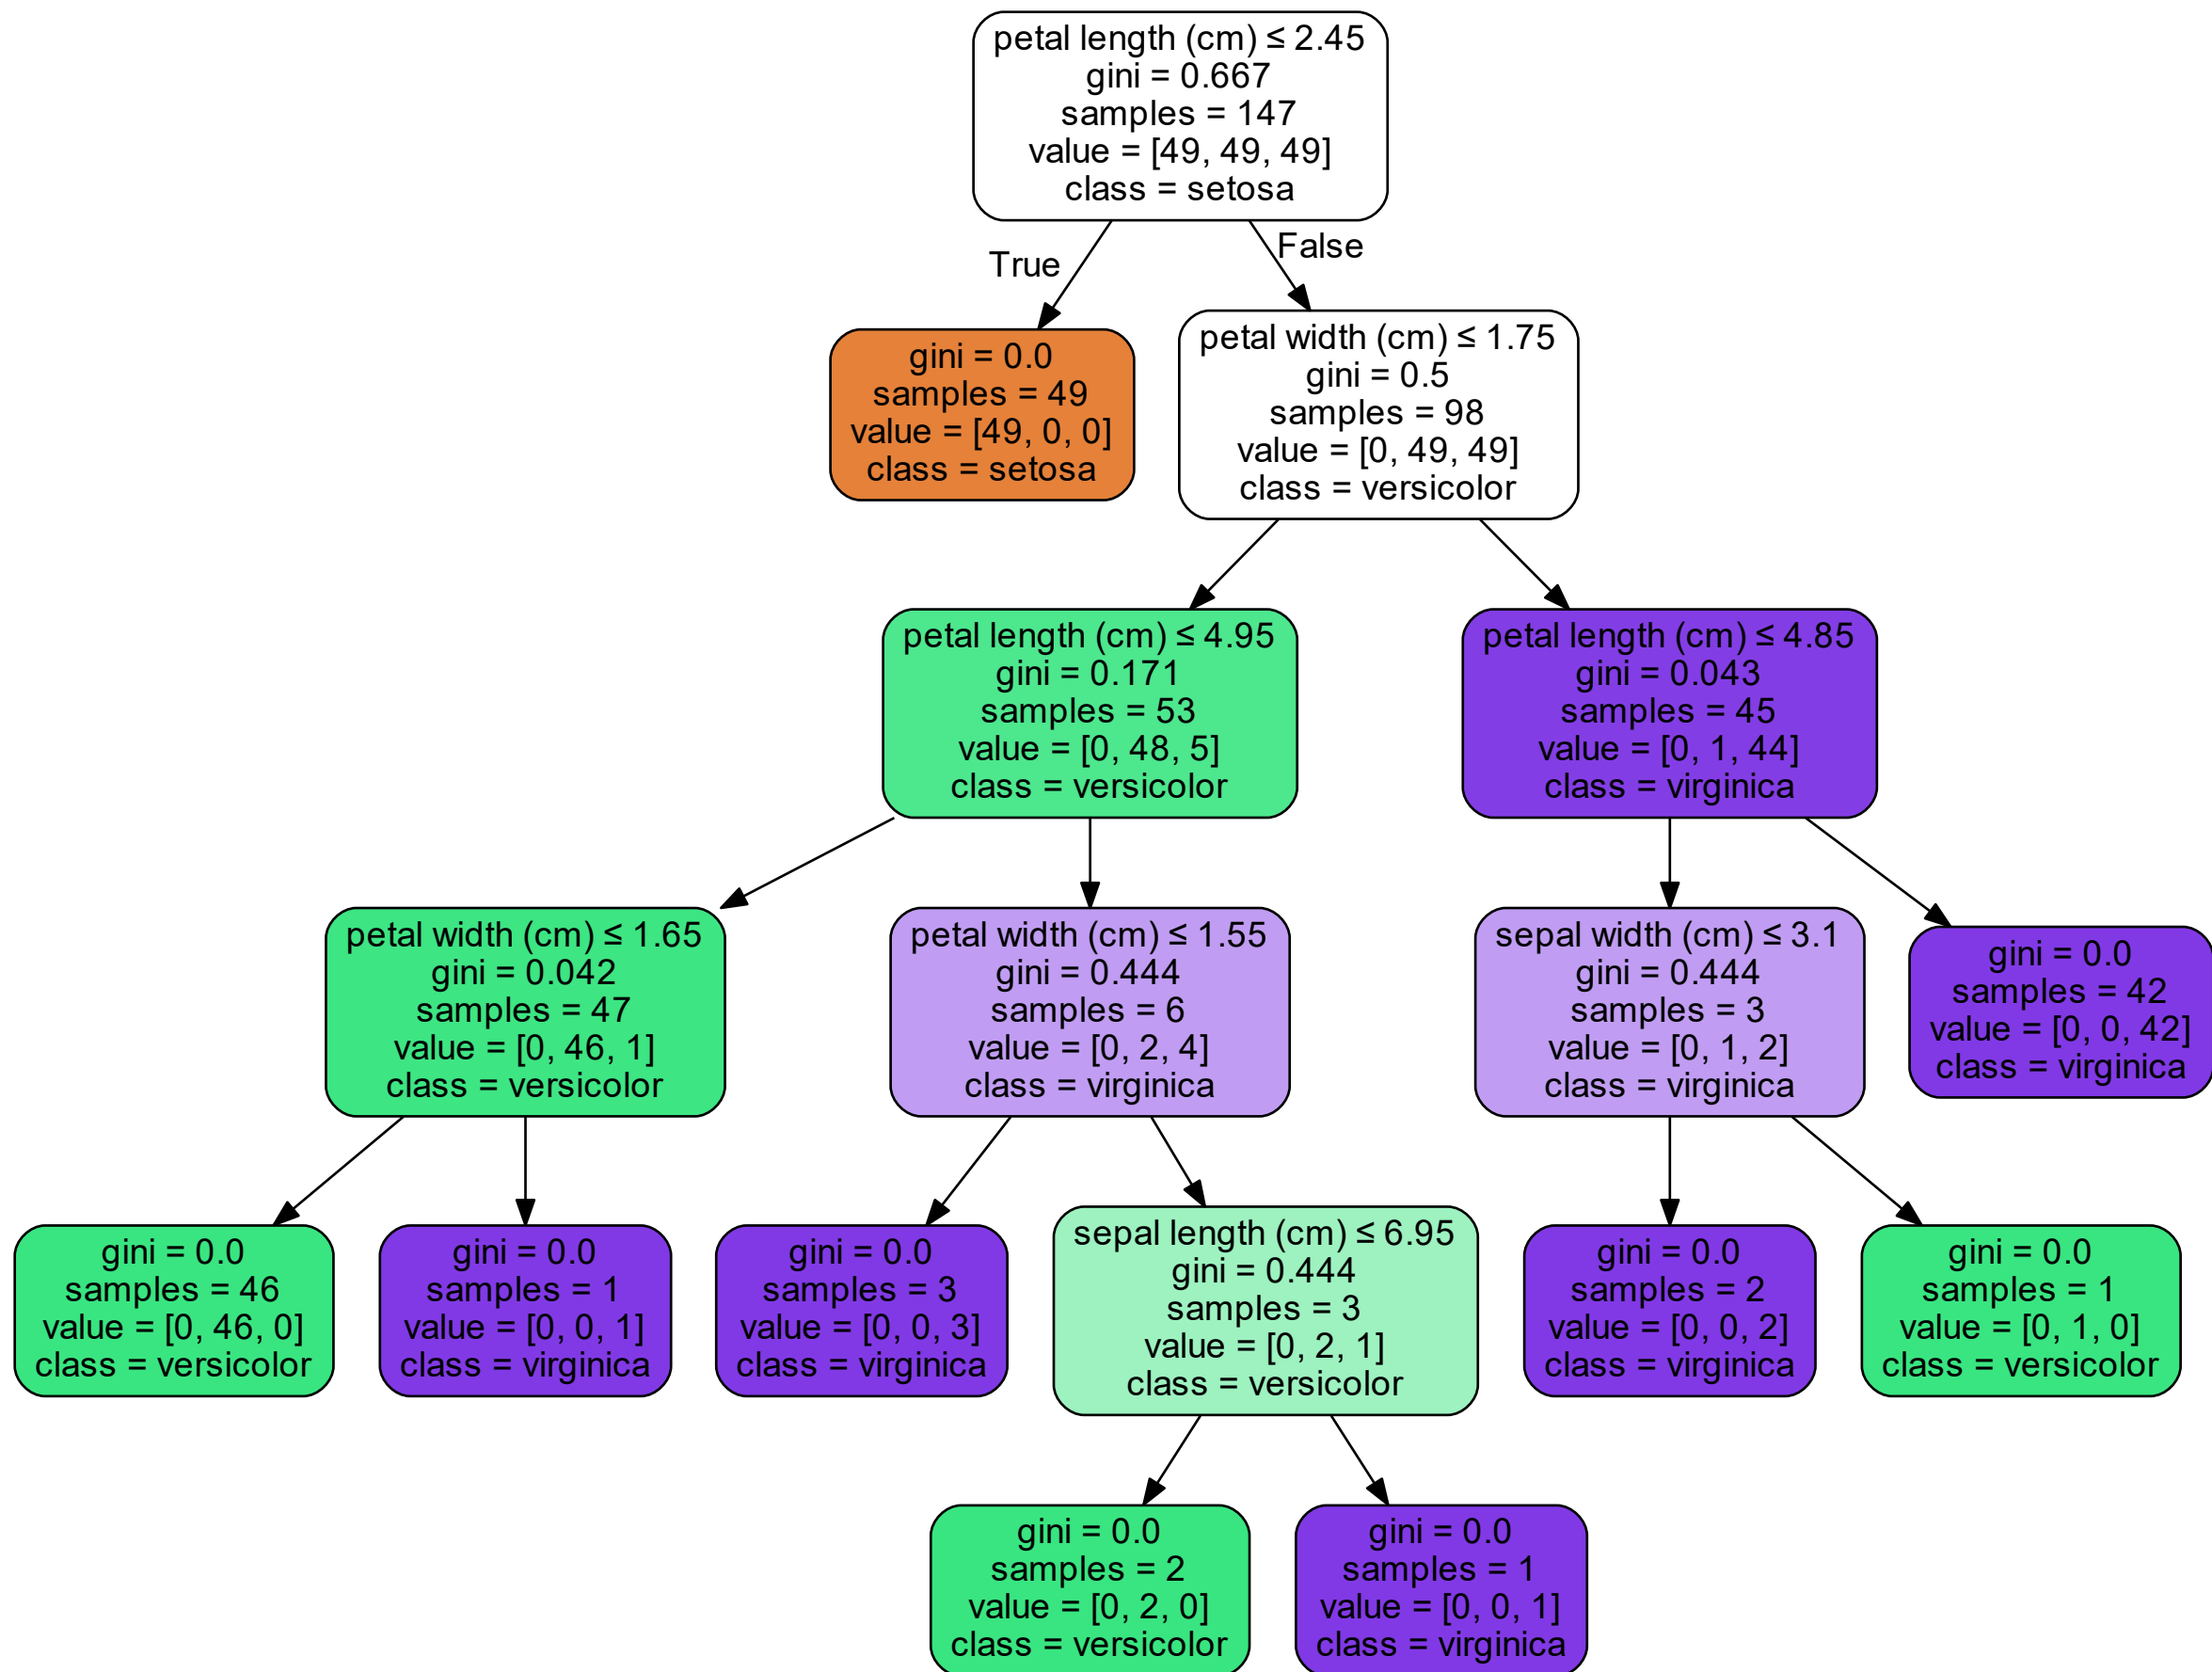 petal length (cm) ≤ 2.45
gini = 0.667
samples = 147
value = [49, 49, 49]
class = setosa
True
False
gini = 0.0
samples = 49
value = [49, 0, 0]
class = setosa
petal width (cm) ≤ 1.75
gini = 0.5
samples = 98
value = [0, 49, 49]
class = versicolor
petal length (cm) ≤ 4.95
gini = 0.171
samples = 53
value = [0, 48, 5]
class = versicolor
petal length (cm) ≤ 4.85
gini = 0.043
samples = 45
value = [0, 1, 44]
class = virginica
petal width (cm) ≤ 1.65
gini = 0.042
samples = 47
value = [0, 46, 1]
class = versicolor
petal width (cm) ≤ 1.55
gini = 0.444
samples = 6
value = [0, 2, 4]
class = virginica
sepal width (cm) ≤ 3.1
gini = 0.444
samples = 3
value = [0, 1, 2]
class = virginica
gini = 0.0
samples = 42
value = [0, 0, 42]
class = virginica
gini = 0.0
samples = 46
value = [0, 46, 0]
class = versicolor
gini = 0.0
samples = 1
value = [0, 0, 1]
class = virginica
gini = 0.0
samples = 3
value = [0, 0, 3]
class = virginica
sepal length (cm) ≤ 6.95
gini = 0.444
samples = 3
value = [0, 2, 1]
class = versicolor
gini = 0.0
samples = 2
value = [0, 0, 2]
class = virginica
gini = 0.0
samples = 1
value = [0, 1, 0]
class = versicolor
gini = 0.0
samples = 2
value = [0, 2, 0]
class = versicolor
gini = 0.0
samples = 1
value = [0, 0, 1]
class = virginica